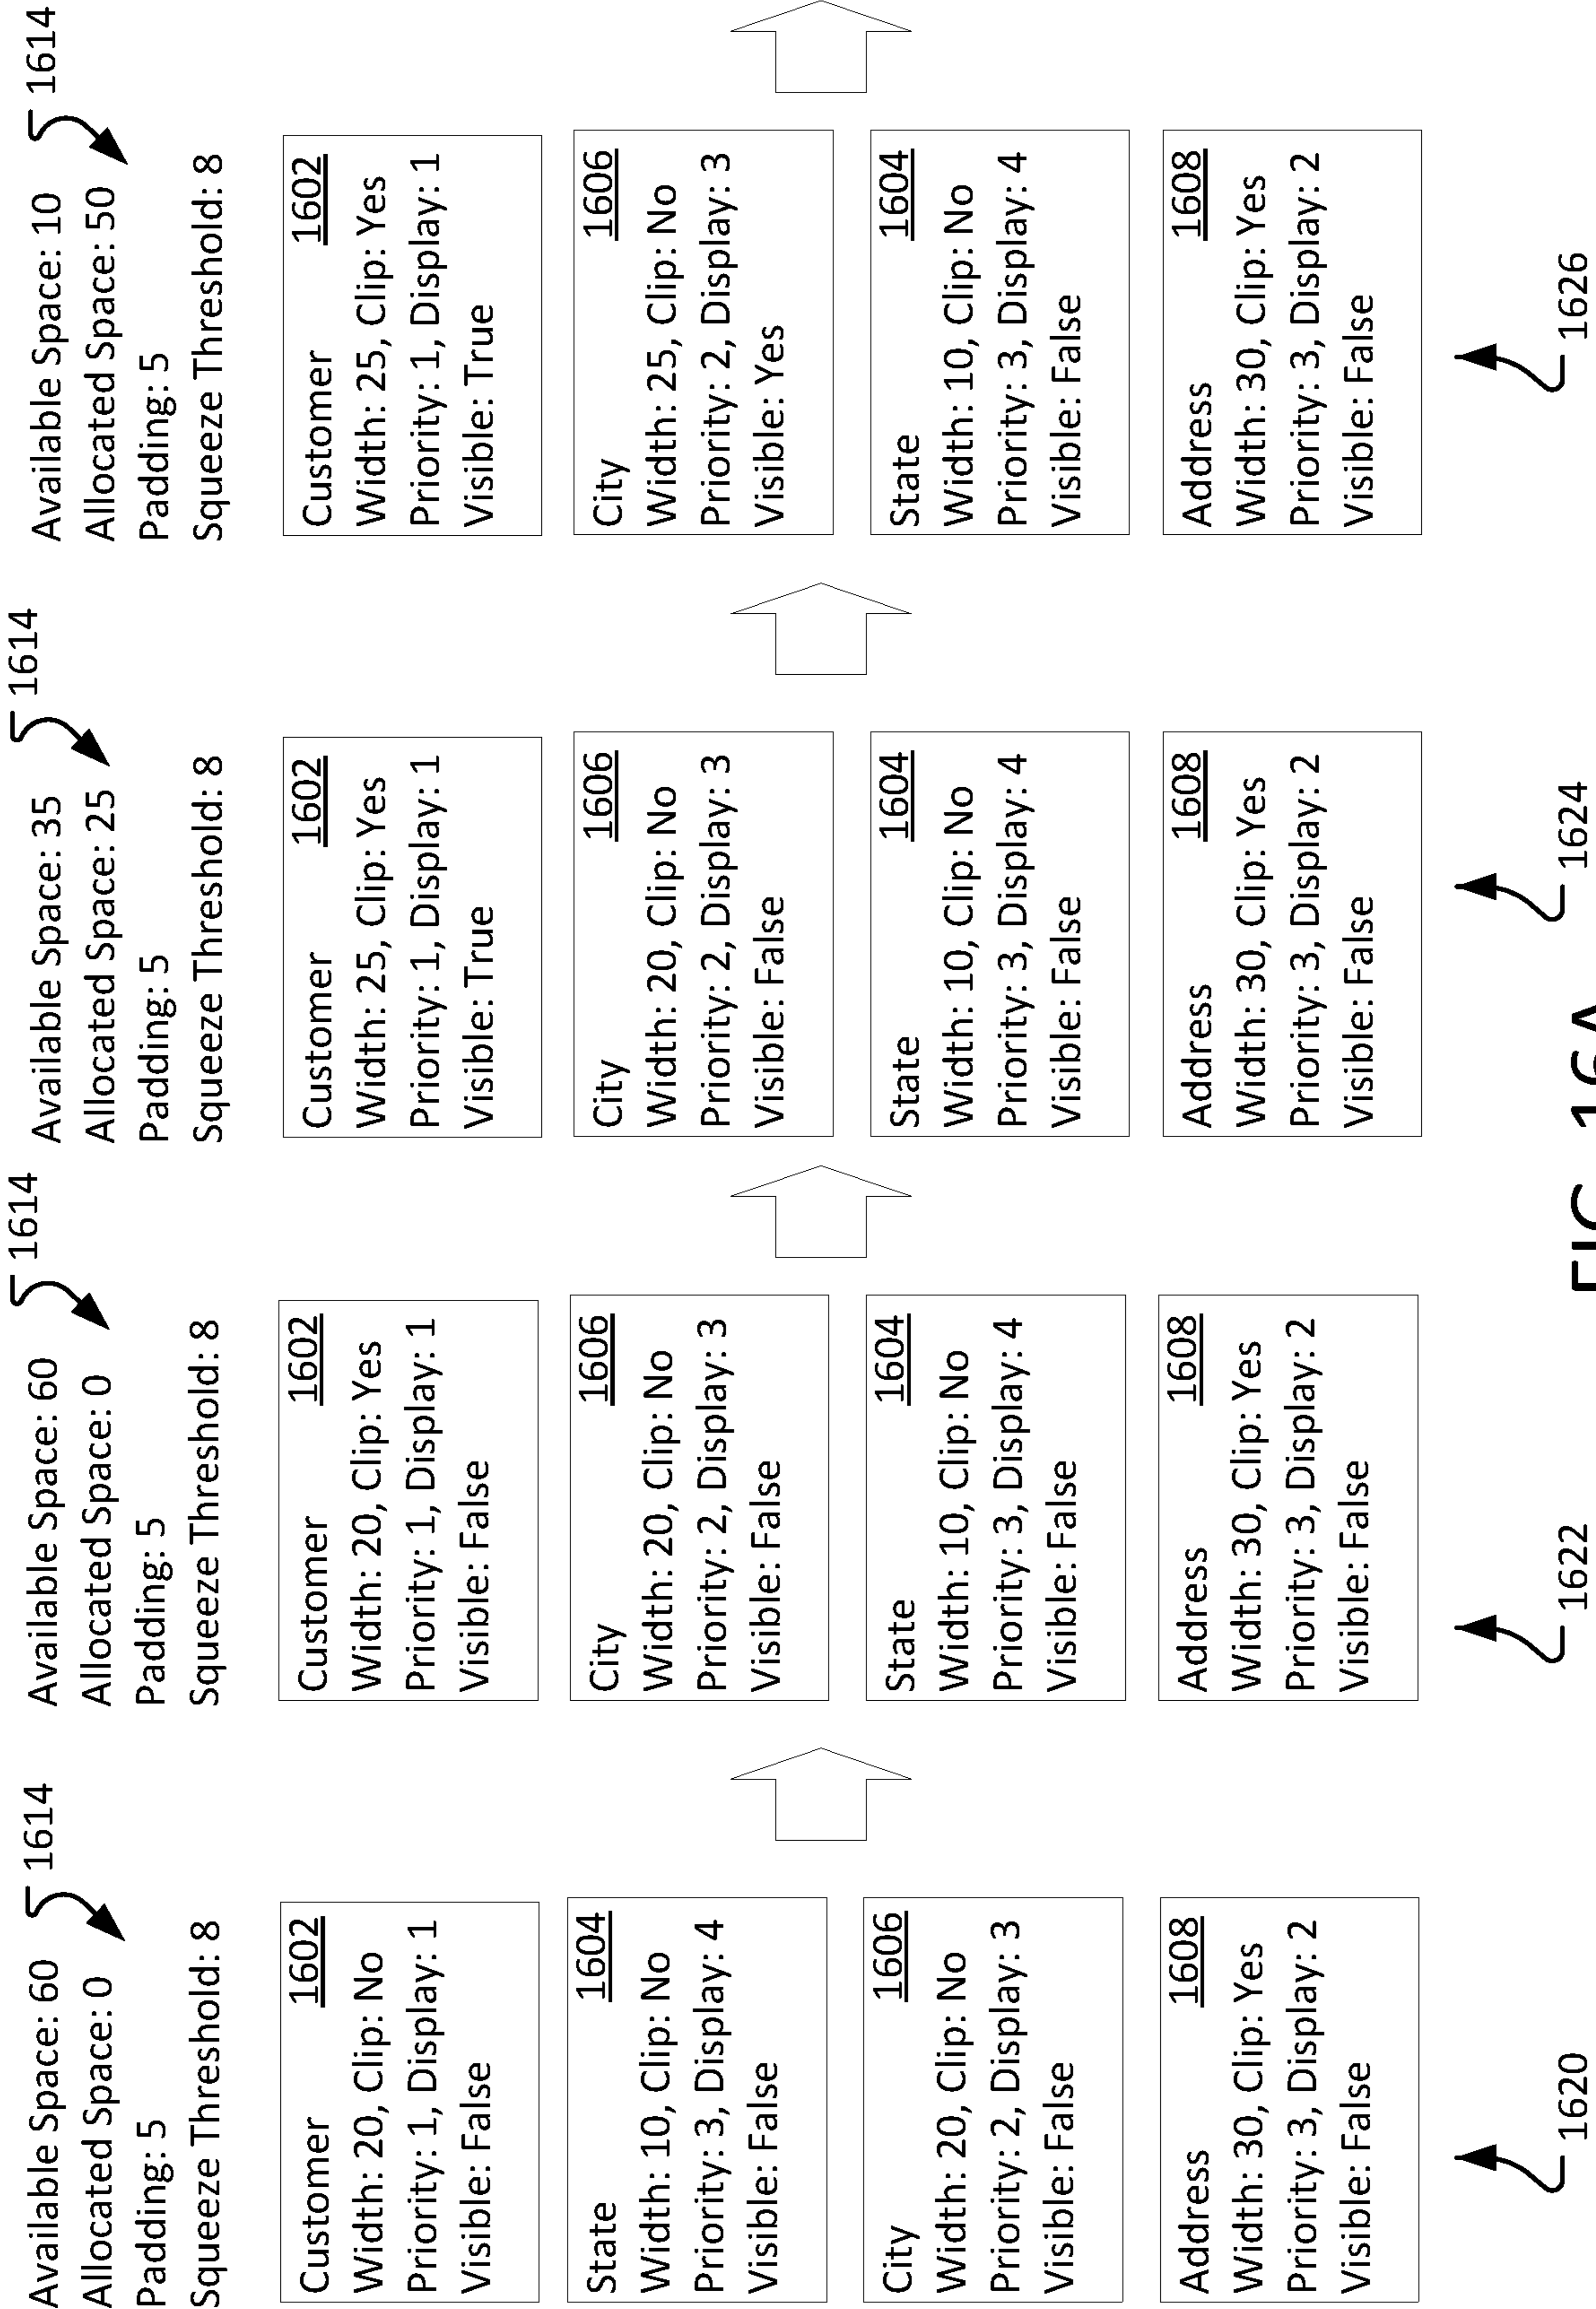 Available Space: 60
Allocated Space: 0
Padding: 5
Squeeze Threshold: 8
1614
Customer 1602
Width: 20, Clip: No
Priority: 1, Display: 1
Visible: False
State 1604
Width: 10, Clip: No
Priority: 3, Display: 4
Visible: False
City 1606
Width: 20, Clip: No
Priority: 2, Display: 3
Visible: False
Address 1608
Width: 30, Clip: Yes
Priority: 3, Display: 2
Visible: False
1620
Available Space: 60
Allocated Space: 0
Padding: 5
Squeeze Threshold: 8
1614
Customer 1602
Width: 20, Clip: Yes
Priority: 1, Display: 1
Visible: False
City 1606
Width: 20, Clip: No
Priority: 2, Display: 3
Visible: False
State 1604
Width: 10, Clip: No
Priority: 3, Display: 4
Visible: False
Address 1608
Width: 30, Clip: Yes
Priority: 3, Display: 2
Visible: False
1622
Available Space: 35
Allocated Space: 25
Padding: 5
Squeeze Threshold: 8
1614
Customer 1602
Width: 25, Clip: Yes
Priority: 1, Display: 1
Visible: True
City 1606
Width: 20, Clip: No
Priority: 2, Display: 3
Visible: False
State 1604
Width: 10, Clip: No
Priority: 3, Display: 4
Visible: False
Address 1608
Width: 30, Clip: Yes
Priority: 3, Display: 2
Visible: False
1624
Available Space: 10
Allocated Space: 50
Padding: 5
Squeeze Threshold: 8
1614
Customer 1602
Width: 25, Clip: Yes
Priority: 1, Display: 1
Visible: True
City 1606
Width: 25, Clip: No
Priority: 2, Display: 3
Visible: Yes
State 1604
Width: 10, Clip: No
Priority: 3, Display: 4
Visible: False
Address 1608
Width: 30, Clip: Yes
Priority: 3, Display: 2
Visible: False
1626
FIG. 16A